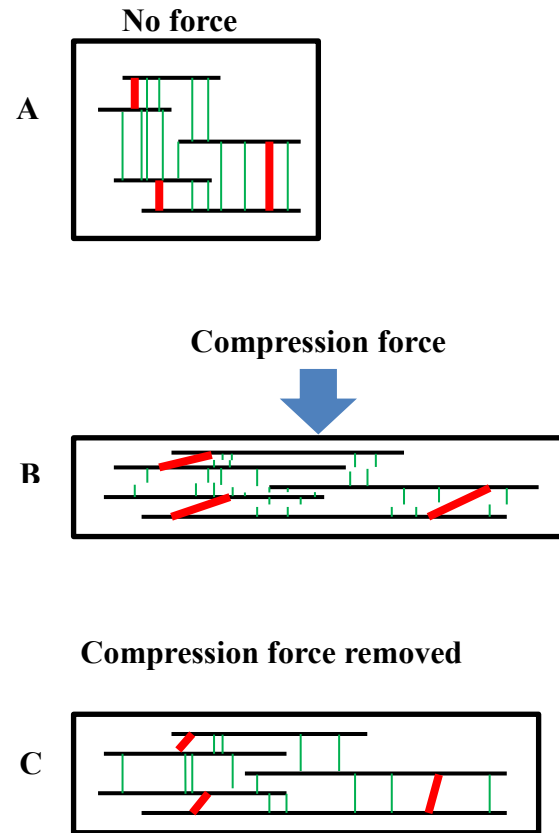 No force
A
Compression force
B
Compression force removed
C